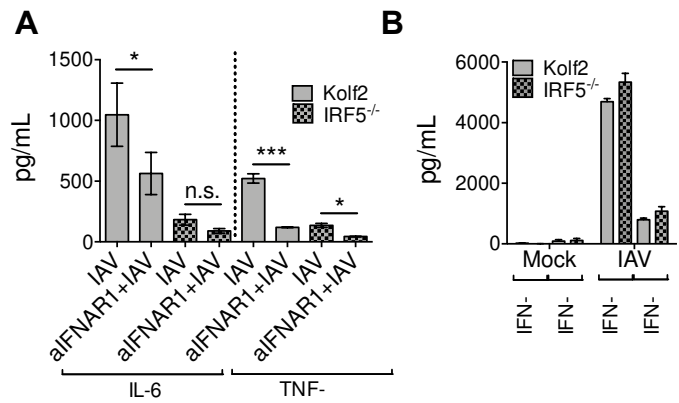 A
1500
1000
500
0
pg/mL
*
n.s.
***
*
Kolf2
IRF5-/-
IAV
aIFNAR1+IAV
IAV
aIFNAR1+IAV
IAV
aIFNAR1+IAV
IAV
aIFNAR1+IAV
IL-6
TNF-
B
6000
4000
2000
0
pg/mL
Kolf2
IRF5-/-
Mock
IAV
IFN-
IFN-
IFN-
IFN-